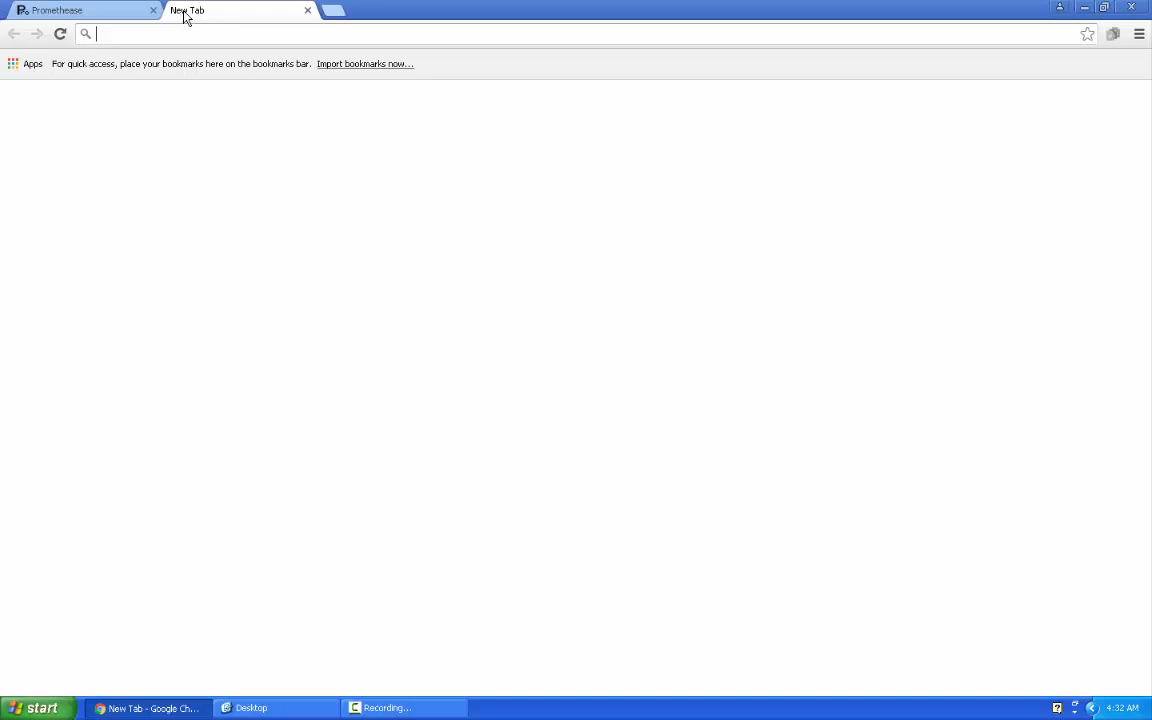 Promethease
New Tab
Apps For quick access, place your bookmarks here on the bookmarks bar. Import bookmarks now...
start
New Tab - Google Ch...
Desktop
Recording...
4:32 AM